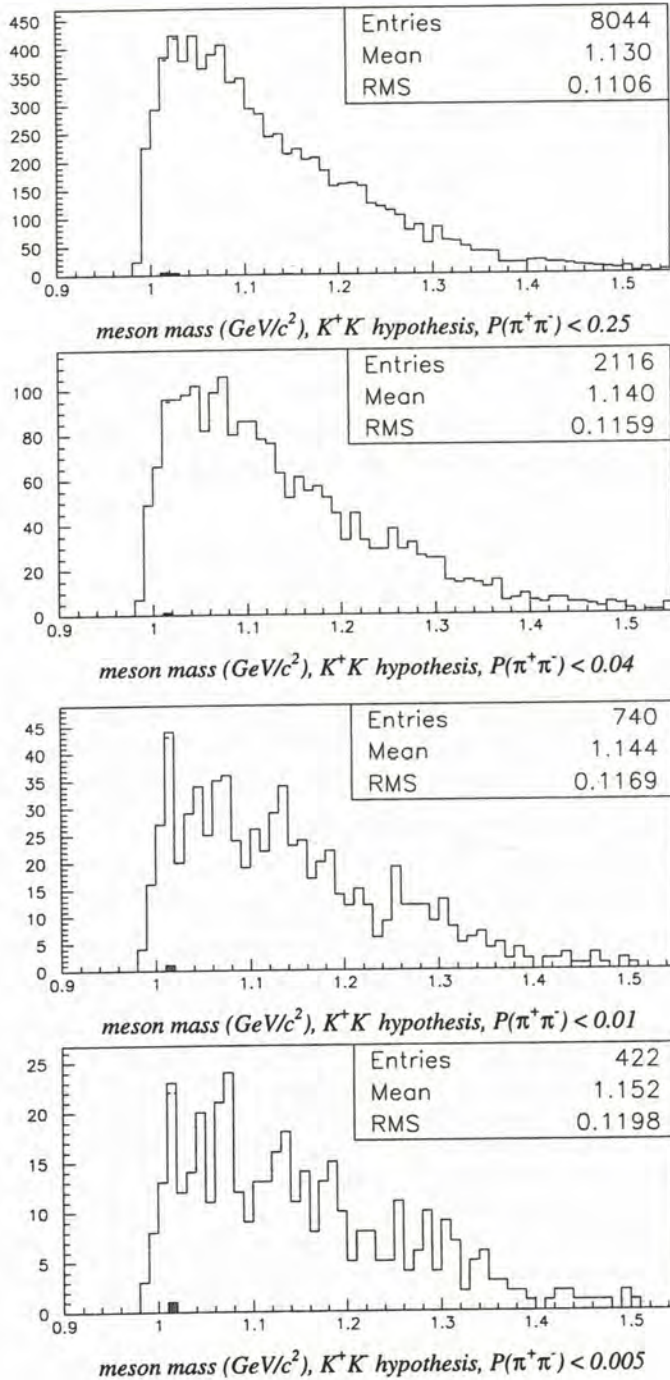 450
400
350
300
250
200
150
100
50
0
Entries 8044
Mean 1.130
RMS 0.1106
0.9 1 1.1 1.2 1.3 1.4 1.5
meson mass (GeV/c²), K⁺K⁻ hypothesis, P(π⁺π⁻) < 0.25
100
80
60
40
20
0
Entries 2116
Mean 1.140
RMS 0.1159
0.9 1 1.1 1.2 1.3 1.4 1.5
meson mass (GeV/c²), K⁺K⁻ hypothesis, P(π⁺π⁻) < 0.04
45
40
35
30
25
20
15
10
5
0
Entries 740
Mean 1.144
RMS 0.1169
0.9 1 1.1 1.2 1.3 1.4 1.5
meson mass (GeV/c²), K⁺K⁻ hypothesis, P(π⁺π⁻) < 0.01
25
20
15
10
5
0
Entries 422
Mean 1.152
RMS 0.1198
0.9 1 1.1 1.2 1.3 1.4 1.5
meson mass (GeV/c²), K⁺K⁻ hypothesis, P(π⁺π⁻) < 0.005